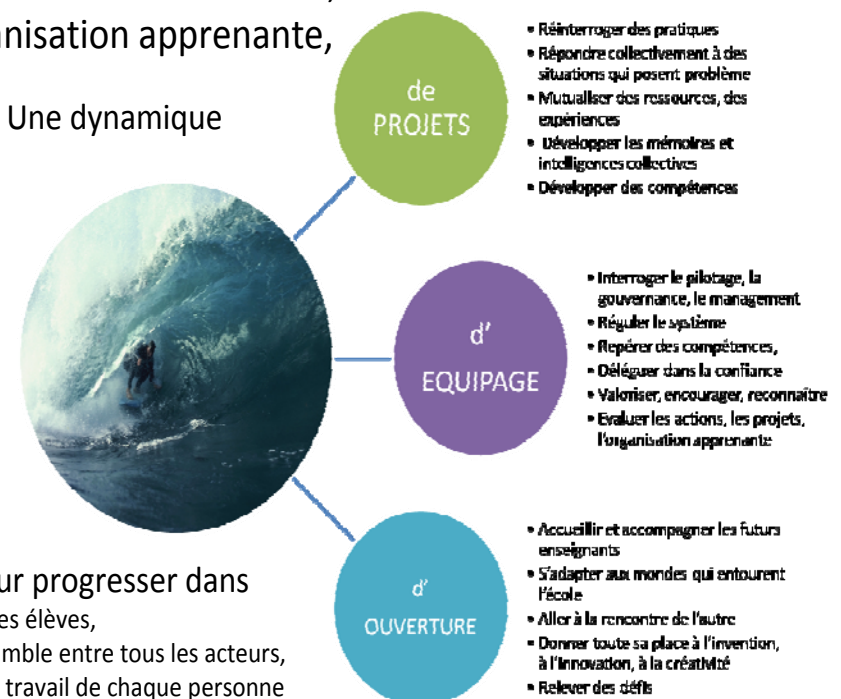 anisation apprenante,
Une dynamique
de
PROJETS
• Réinterroger des pratiques
• Répondre collectivement à des
situations qui posent problème
• Mutualiser des ressources, des
expériences
• Développer les mémoires et
intelligences collectives
• Développer des compétences
d'
EQUIPAGE
• Interroger le pilotage, la
gouvernance, le management
• Réguler le système
• Repérer des compétences,
• Déléguer dans la confiance
• Valoriser, encourager, reconnaître
• Evaluer les actions, les projets,
l'organisation apprenante
ur progresser dans
es élèves,
mble entre tous les acteurs,
travail de chaque personne
d'
OUVERTURE
• Accueillir et accompagner les futurs
enseignants
• S'adapter aux mondes qui entourent
l'école
• Aller à la rencontre de l'autre
• Donner toute sa place à l'invention,
à l'innovation, à la créativité
• Relever des défis